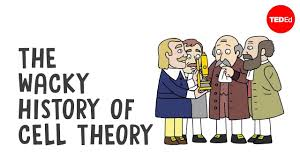 TEDEd
THE
WACKY
HISTORY OF
CELL THEORY